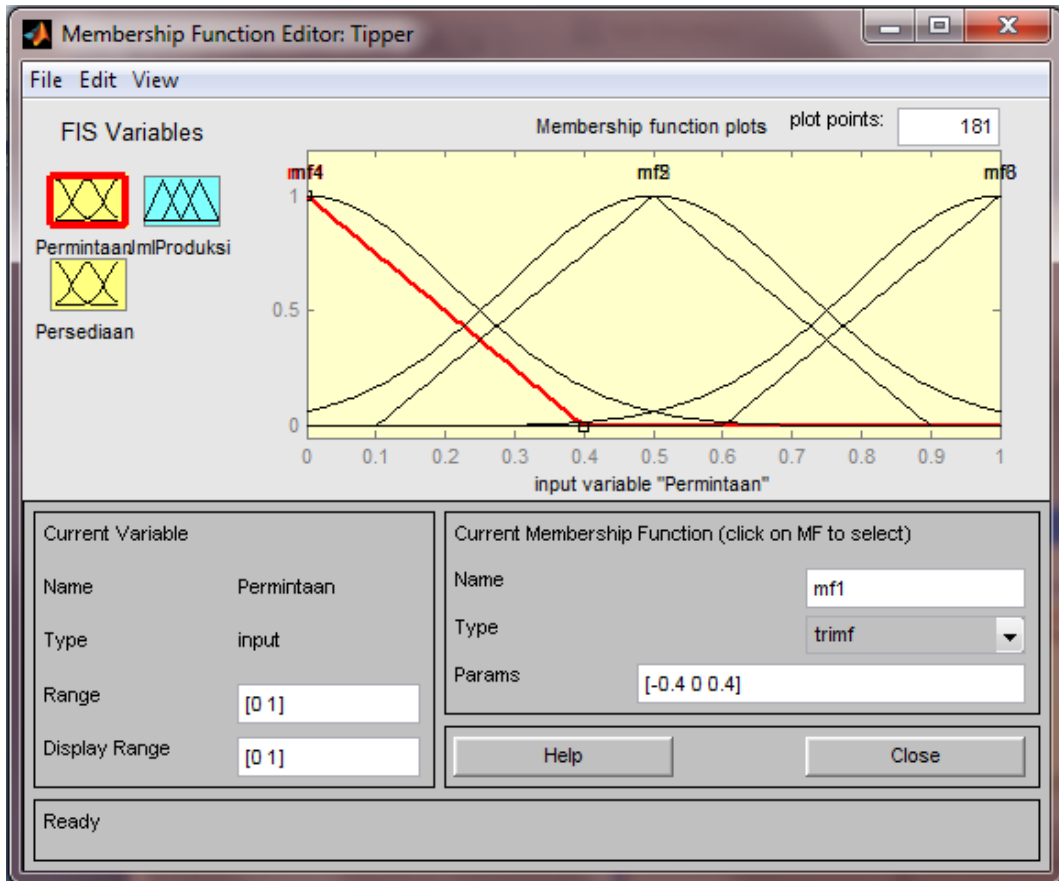 Membership Function Editor: Tipper
File Edit View
FIS Variables
Membership function plots
plot points:
181
Permintaan
JmlProduksi
Persediaan
1
0.5
0
0 0.1 0.2 0.3 0.4 0.5 0.6 0.7 0.8 0.9 1
input variable "Permintaan"
Current Variable
Name Permintaan
Type input
Range [0 1]
Display Range [0 1]
Current Membership Function (click on MF to select)
Name mf1
Type trimf
Params [-0.4 0 0.4]
Help
Close
Ready